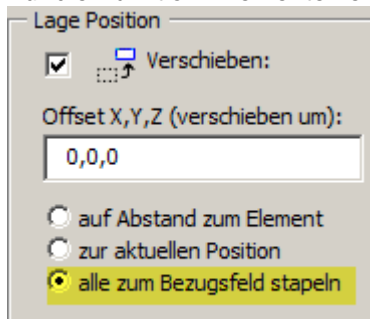 Lage Position
Verschieben:
Offset X,Y,Z (verschieben um):
0,0,0
auf Abstand zum Element
zur aktuellen Position
alle zum Bezugsfeld stapeln